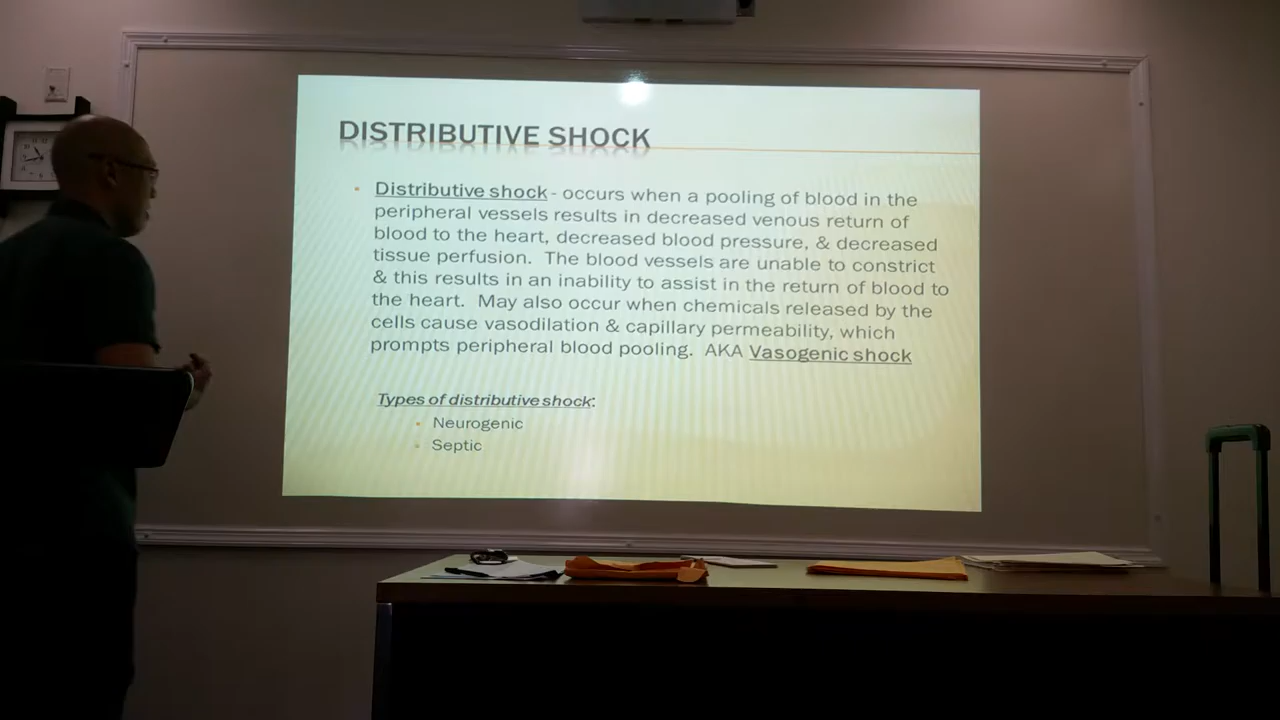 DISTRIBUTIVE SHOCK
Distributive shock - occurs when a pooling of blood in the
peripheral vessels results in decreased venous return of
blood to the heart, decreased blood pressure, & decreased
tissue perfusion. The blood vessels are unable to constrict
& this results in an inability to assist in the return of blood to
the heart. May also occur when chemicals released by the
cells cause vasodilation & capillary permeability, which
prompts peripheral blood pooling. AKA Vasogenic shock
Types of distributive shock:
Neurogenic
Septic